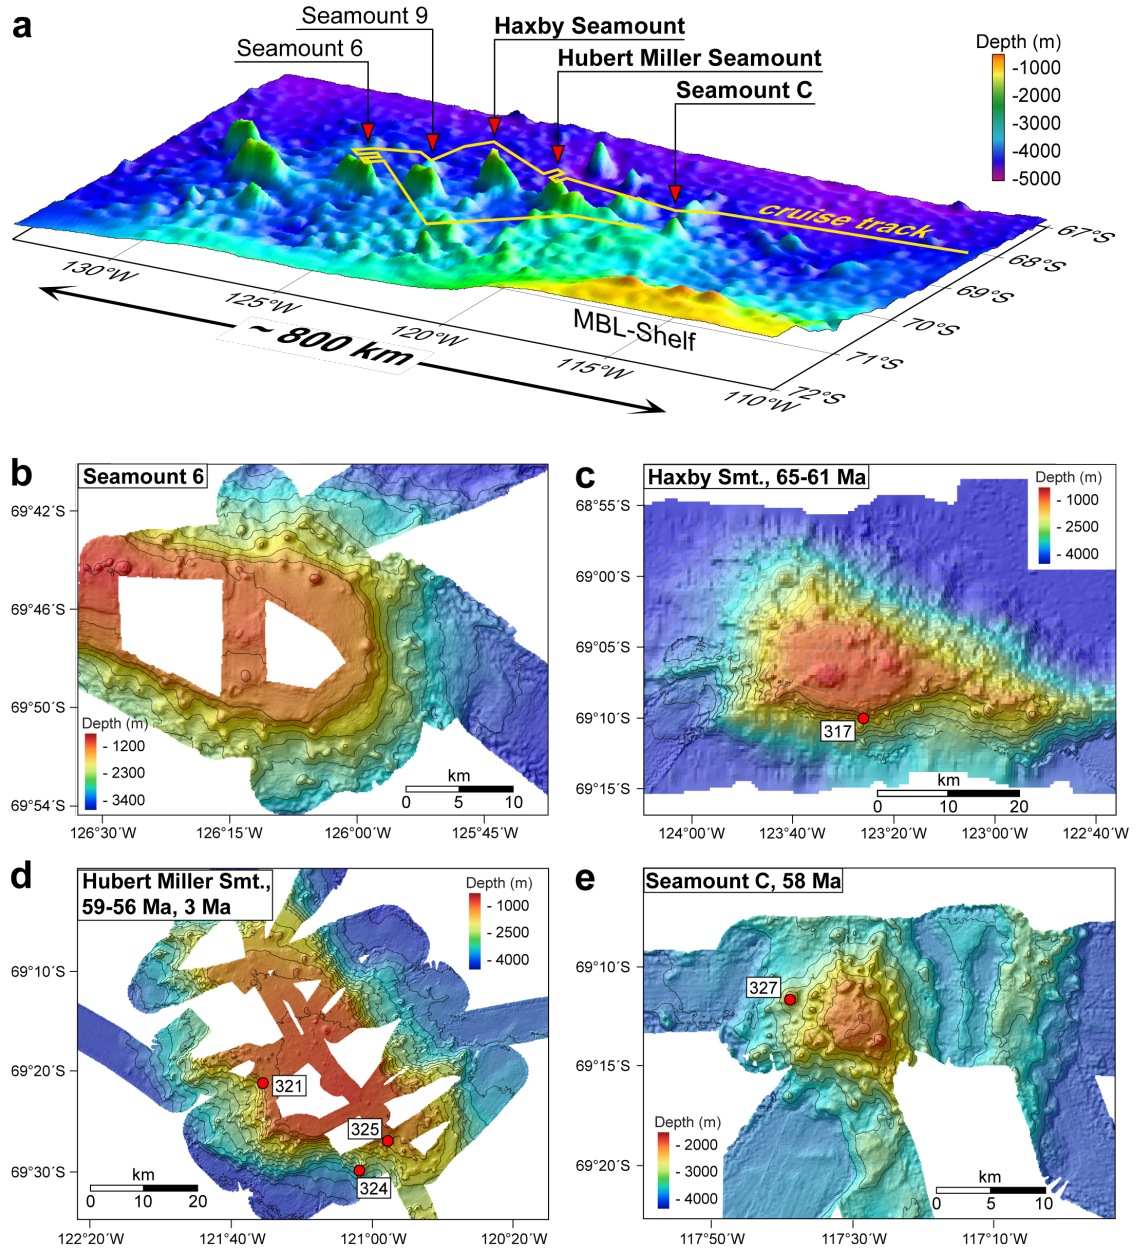 a
Seamount 9
Seamount 6
Haxby Seamount
Hubert Miller Seamount
Seamount C
Depth (m)
-1000
-2000
-3000
-4000
-5000
cruise track
67°S
68°S
69°S
70°S
71°S
72°S
130°W
125°W
120°W
115°W
110°W
~ 800 km
MBL-Shelf
b
Seamount 6
69°42´S
69°46´S
69°50´S
69°54´S
Depth (m)
- 1200
- 2300
- 3400
km
0 5 10
126°30´W 126°15´W 126°00´W 125°45´W
c
Haxby Smt., 65-61 Ma
Depth (m)
- 1000
- 2500
- 4000
68°55´S
69°00´S
69°05´S
69°10´S
69°15´S
317
km
0 10 20
124°00´W 123°40´W 123°20´W 123°00´W 122°40´W
d
Hubert Miller Smt.,
59-56 Ma, 3 Ma
Depth (m)
- 1000
- 2500
- 4000
69°10´S
69°20´S
69°30´S
321
325
324
km
0 10 20
122°20´W 121°40´W 121°00´W 120°20´W
e
Seamount C, 58 Ma
69°10´S
69°15´S
69°20´S
327
Depth (m)
- 2000
- 3000
- 4000
km
0 5 10
117°50´W 117°30´W 117°10´W